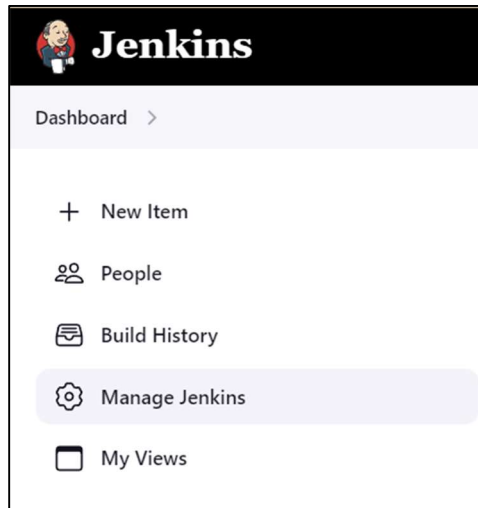 Jenkins
Dashboard
New Item
People
Build History
Manage Jenkins
My Views